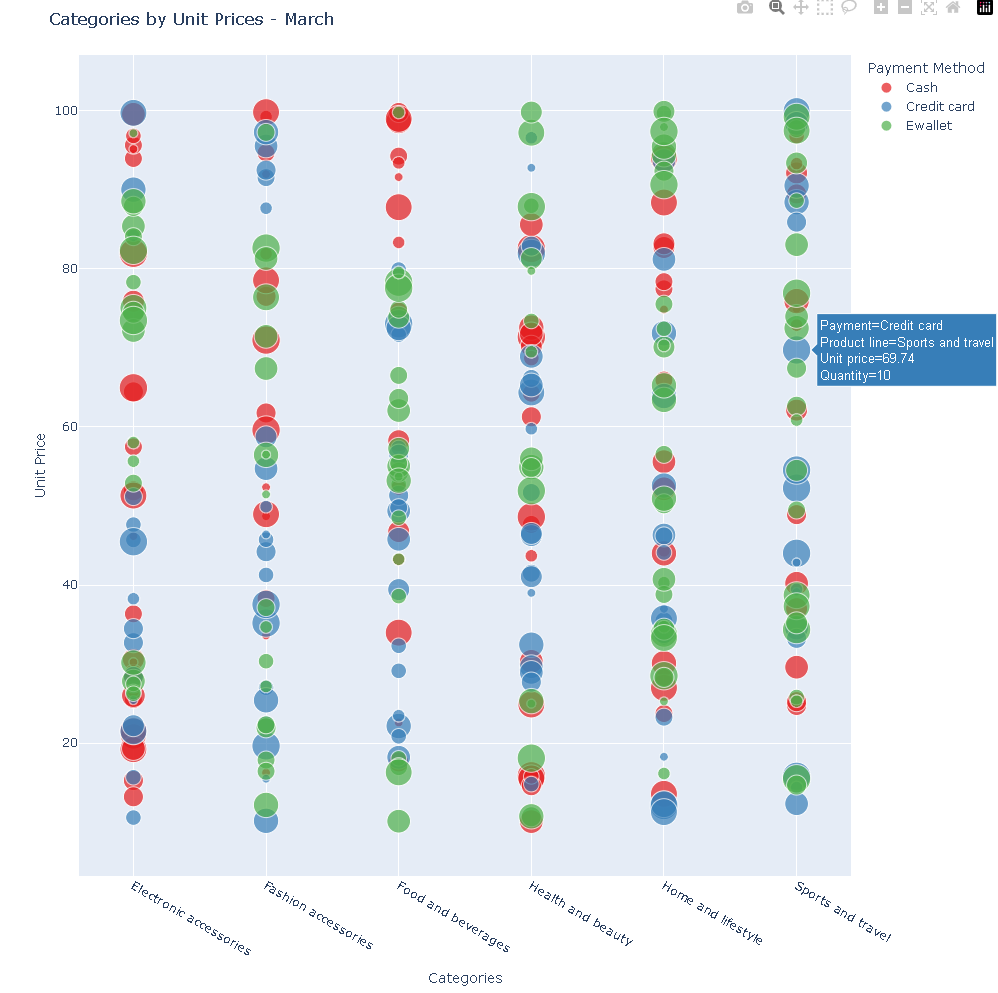 Categories by Unit Prices - March
Payment Method
Cash
Credit card
Ewallet
100
80
60
40
20
Unit Price
Payment=Credit card
Product line=Sports and travel
Unit price=69.74
Quantity=10
Electronic accessories
Fashion accessories
Food and beverages
Health and beauty
Home and lifestyle
Sports and travel
Categories